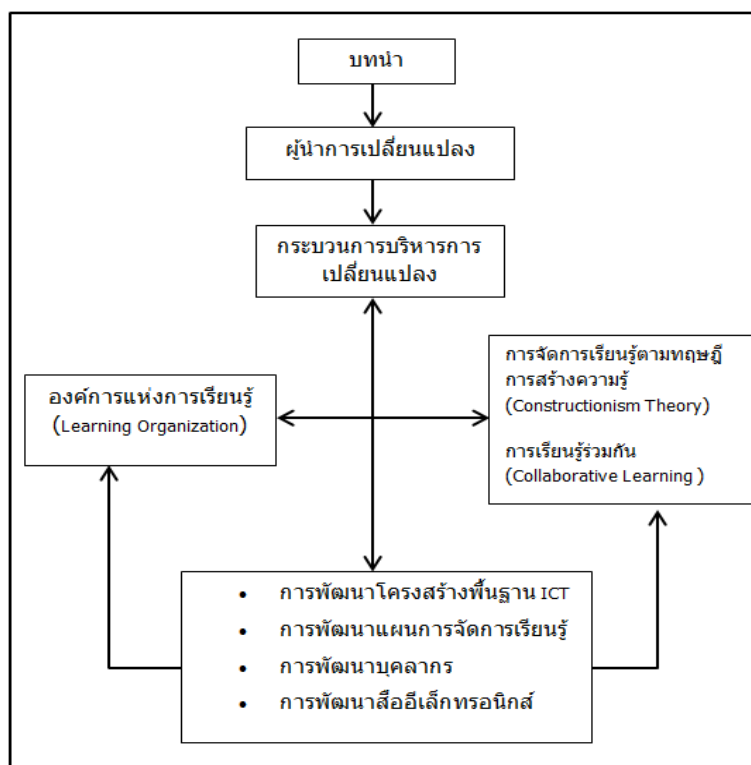 บทนำ
ผู้นำการเปลี่ยนแปลง
กระบวนการบริหารการ
เปลี่ยนแปลง
องค์การแห่งการเรียนรู้
(Learning Organization)
การจัดการเรียนรู้ตามทฤษฎี
การสร้างความรู้
(Constructionism Theory)
การเรียนรู้ร่วมกัน
(Collaborative Learning )
• การพัฒนาโครงสร้างพื้นฐาน ICT
• การพัฒนาแผนการจัดการเรียนรู้
• การพัฒนาบุคลากร
• การพัฒนาสื่ออีเล็กทรอนิกส์